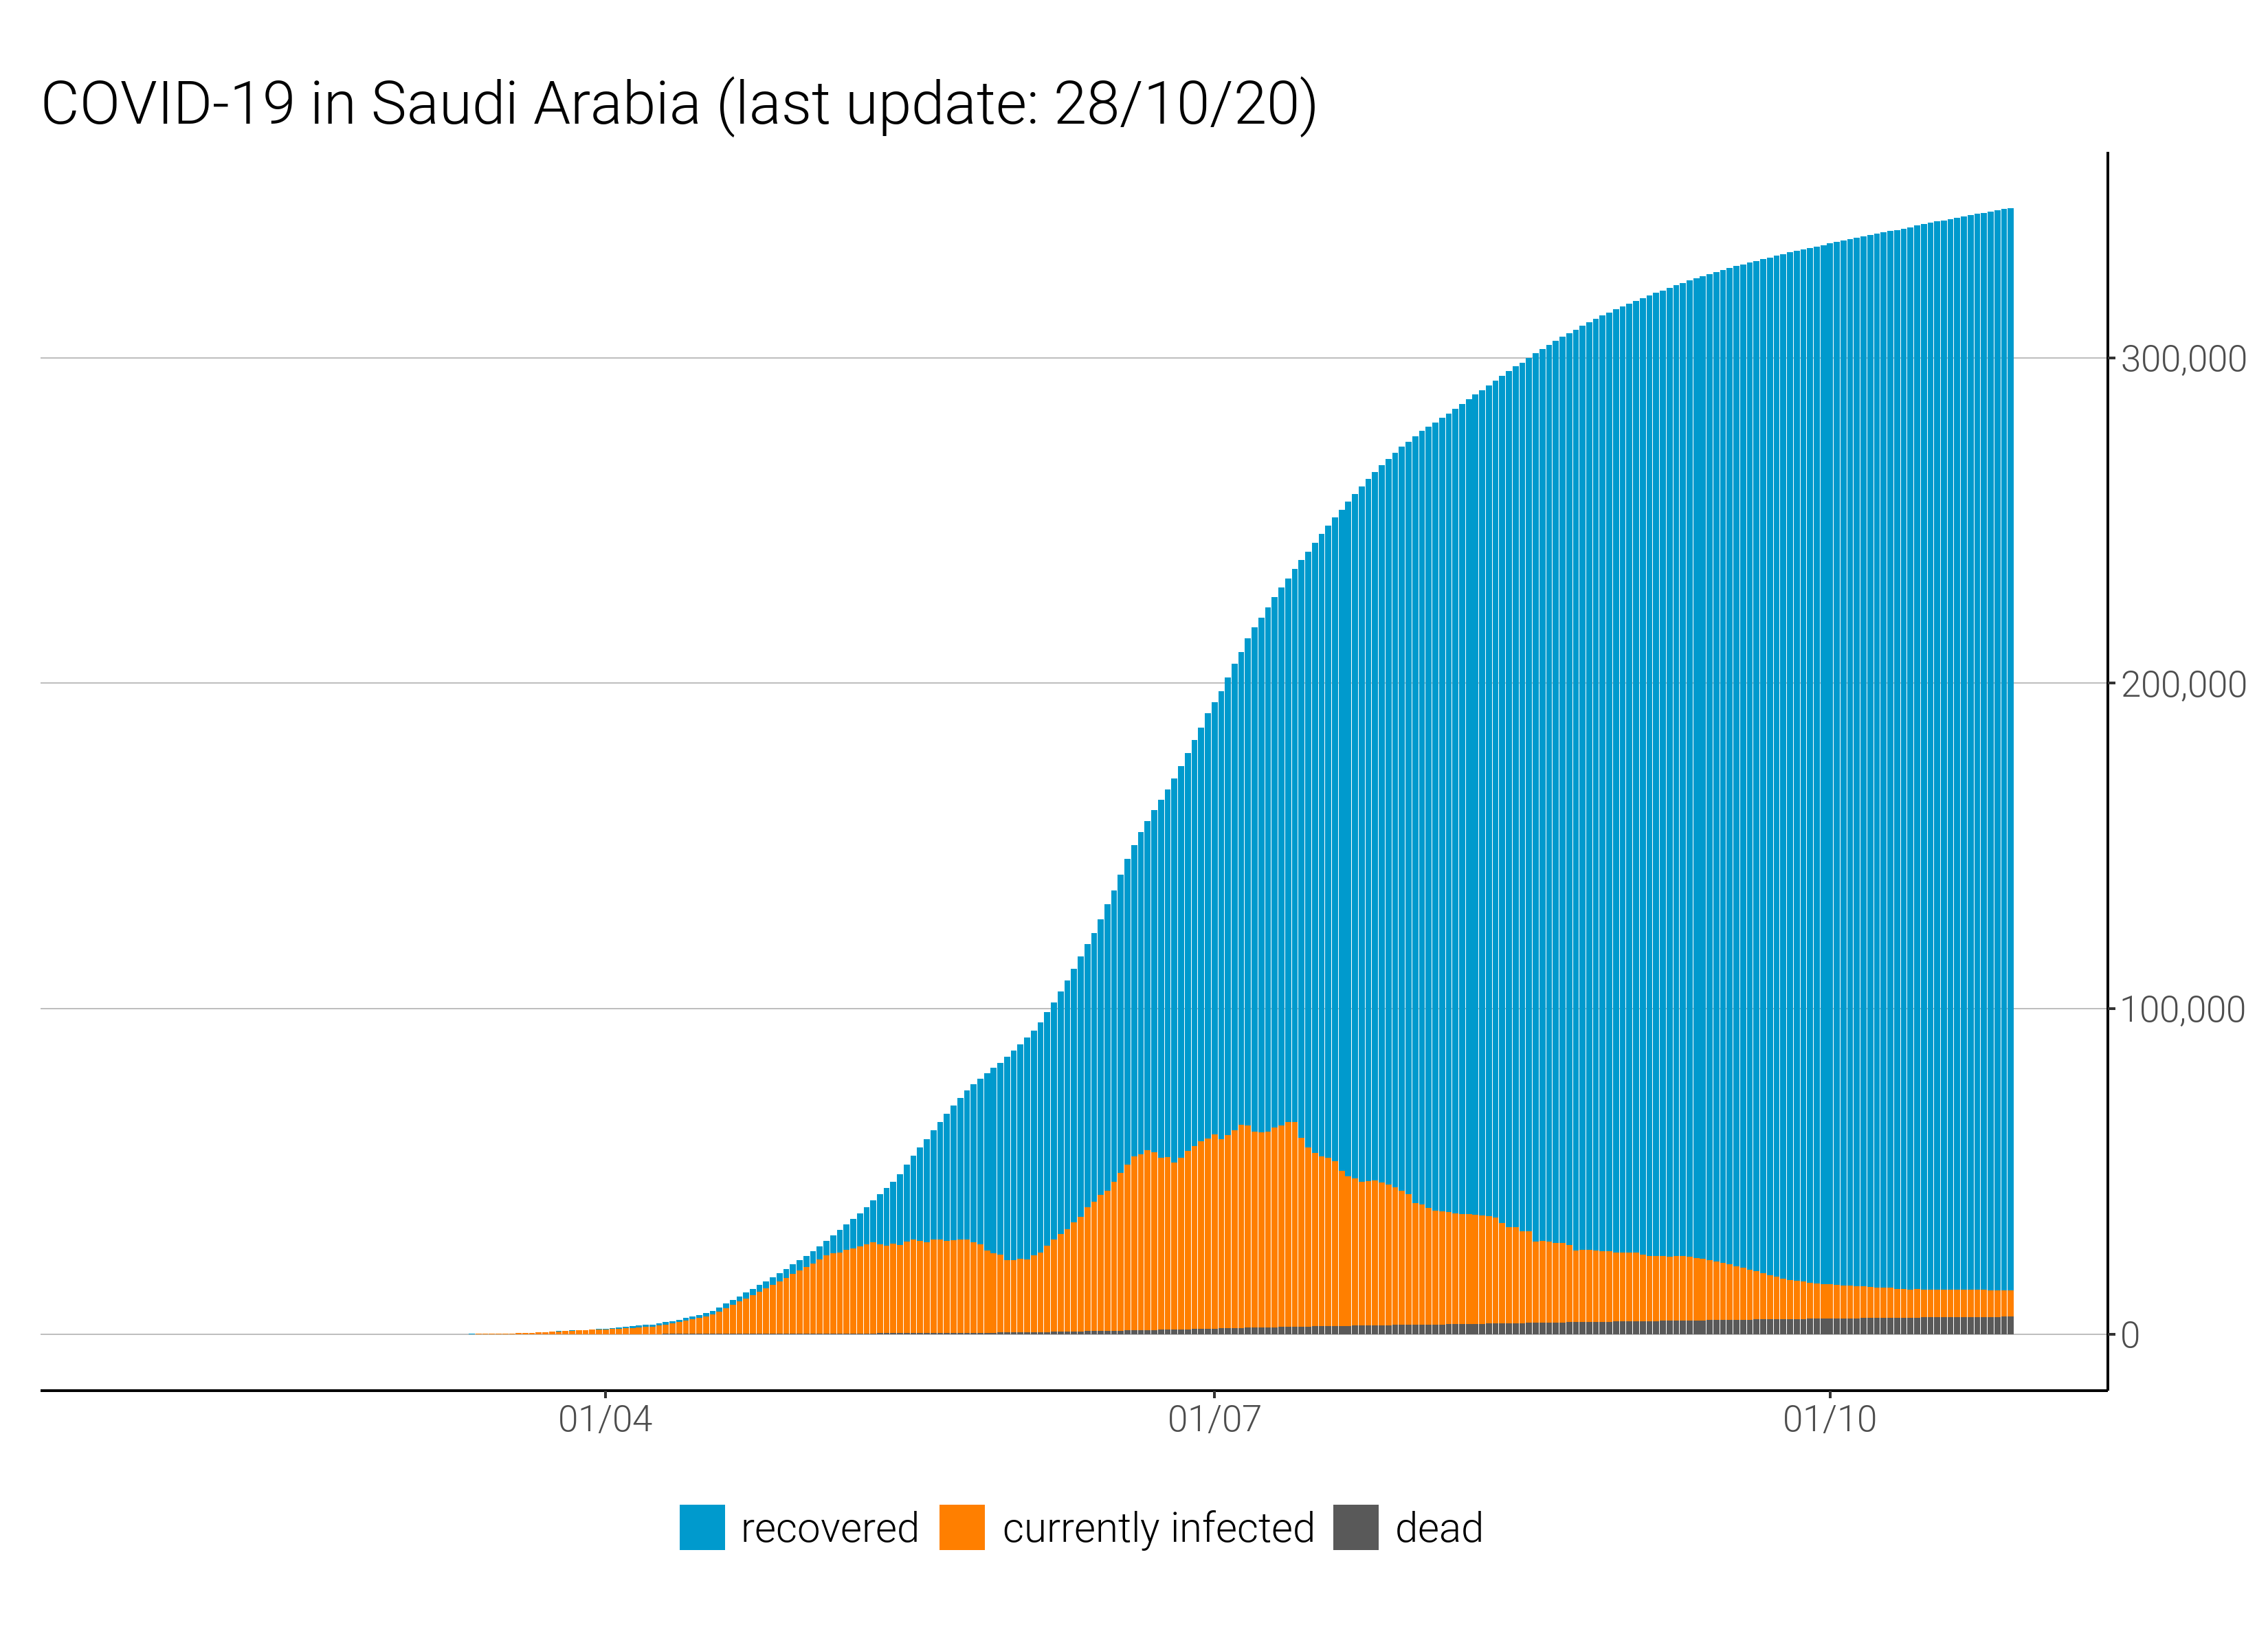 COVID-19 in Saudi Arabia (last update: 28/10/20)
300,000
200,000
100,000
0
01/04 01/07 01/10
recovered currently infected dead